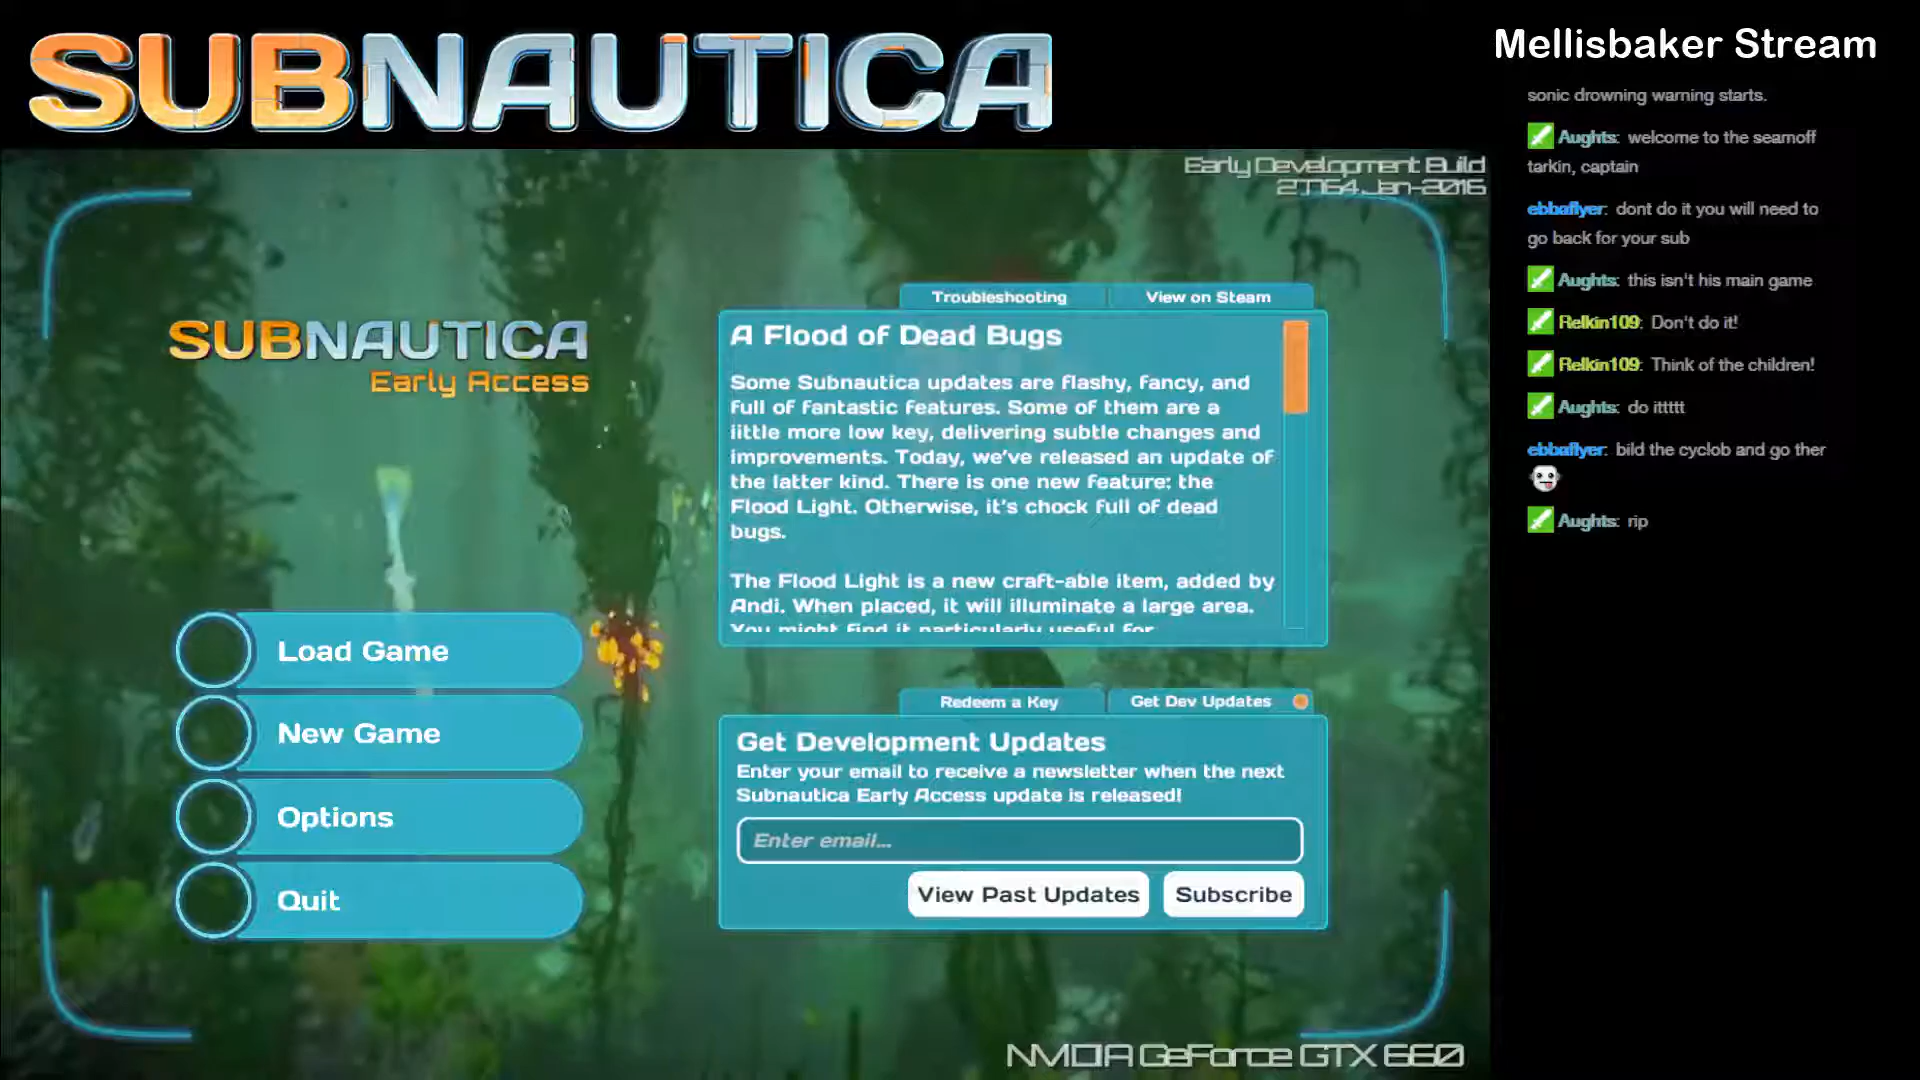 SUBNAUTICA
Mellisbaker Stream
sonic drowning warning starts.
Aughts: welcome to the seamoff
tarkin, captain
ebbaflyer: dont do it you will need to
go back for your sub
Aughts: this isn't his main game
Relkin109: Don't do it!
Relkin109: Think of the children!
Aughts: do ittttt
ebbaflyer: bild the cyclob and go ther
Aughts: rip
Early Development Build
Jan-2016
SUBNAUTICA
Early Access
Load Game
New Game
Options
Quit
Troubleshooting
View on Steam
A Flood of Dead Bugs
Some Subnautica updates are flashy, fancy, and
full of fantastic features. Some of them are a
little more low key, delivering subtle changes and
improvements. Today, we've released an update of
the latter kind. There is one new feature: the
Flood Light. Otherwise, it's chock full of dead
bugs.
The Flood Light is a new craft-able item, added by
Andi. When placed, it will illuminate a large area.
You might find it particularly useful for
Redeem a Key
Get Dev Updates
Get Development Updates
Enter your email to receive a newsletter when the next
Subnautica Early Access update is released!
Enter email...
View Past Updates
Subscribe
NVIDIA GeForce GTX 660